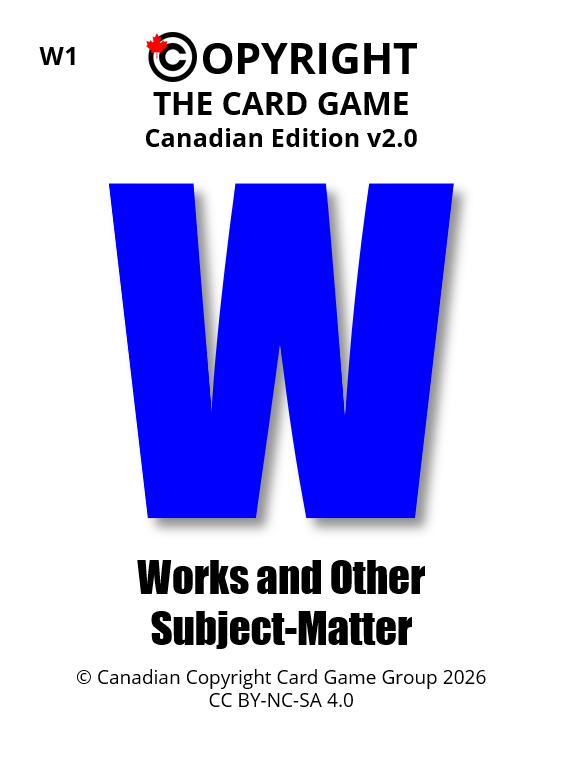 W1
©OPYRIGHT
THE CARD GAME
Canadian Edition v2.0
W
Works and Other
Subject-Matter
© Canadian Copyright Card Game Group 2026
CC BY-NC-SA 4.0